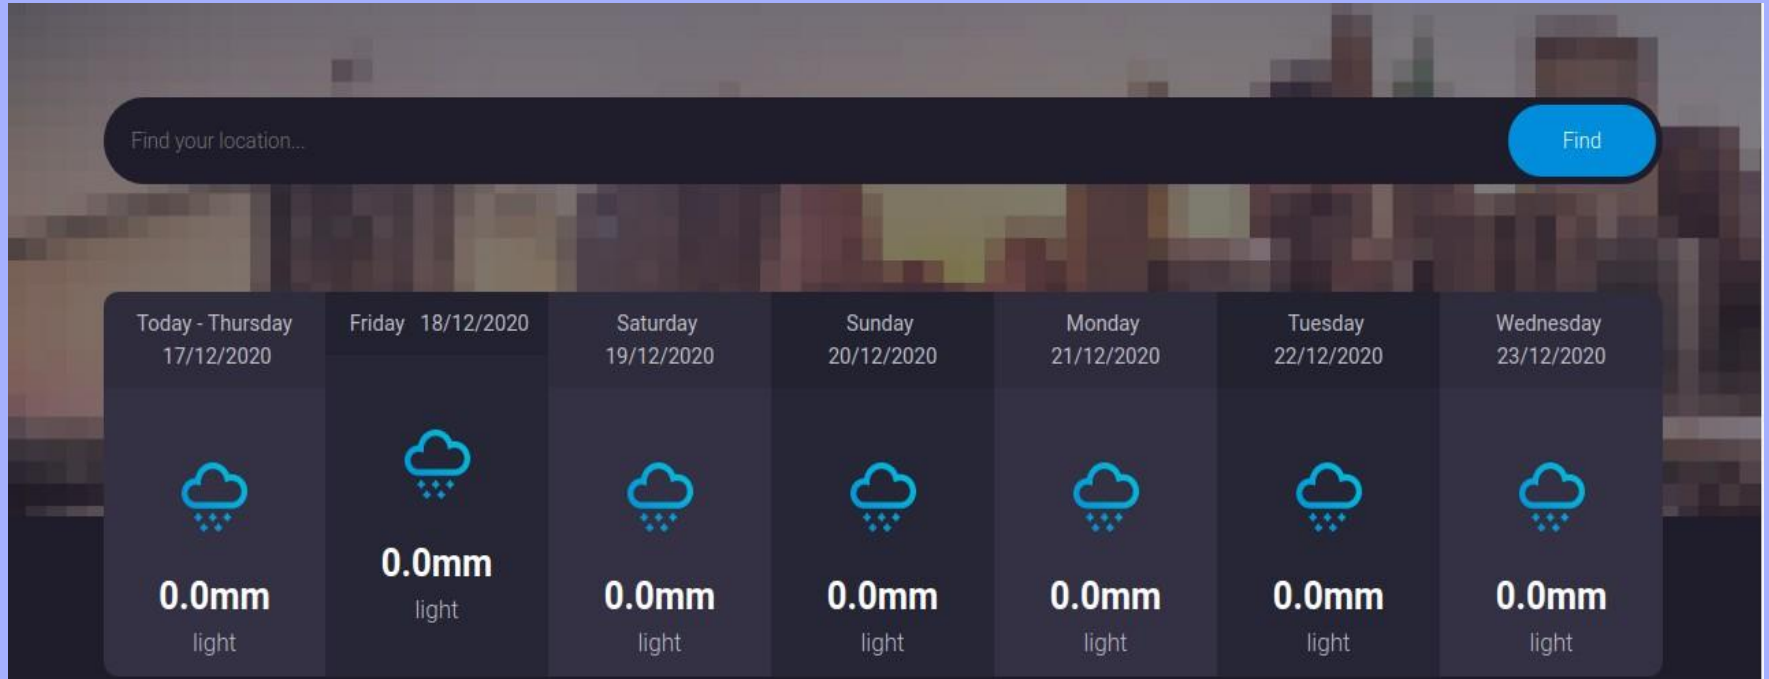 Find your location...
Find
Today - Thursday
17/12/2020
0.0mm
light
Friday 18/12/2020
0.0mm
light
Saturday
19/12/2020
0.0mm
light
Sunday
20/12/2020
0.0mm
light
Monday
21/12/2020
0.0mm
light
Tuesday
22/12/2020
0.0mm
light
Wednesday
23/12/2020
0.0mm
light